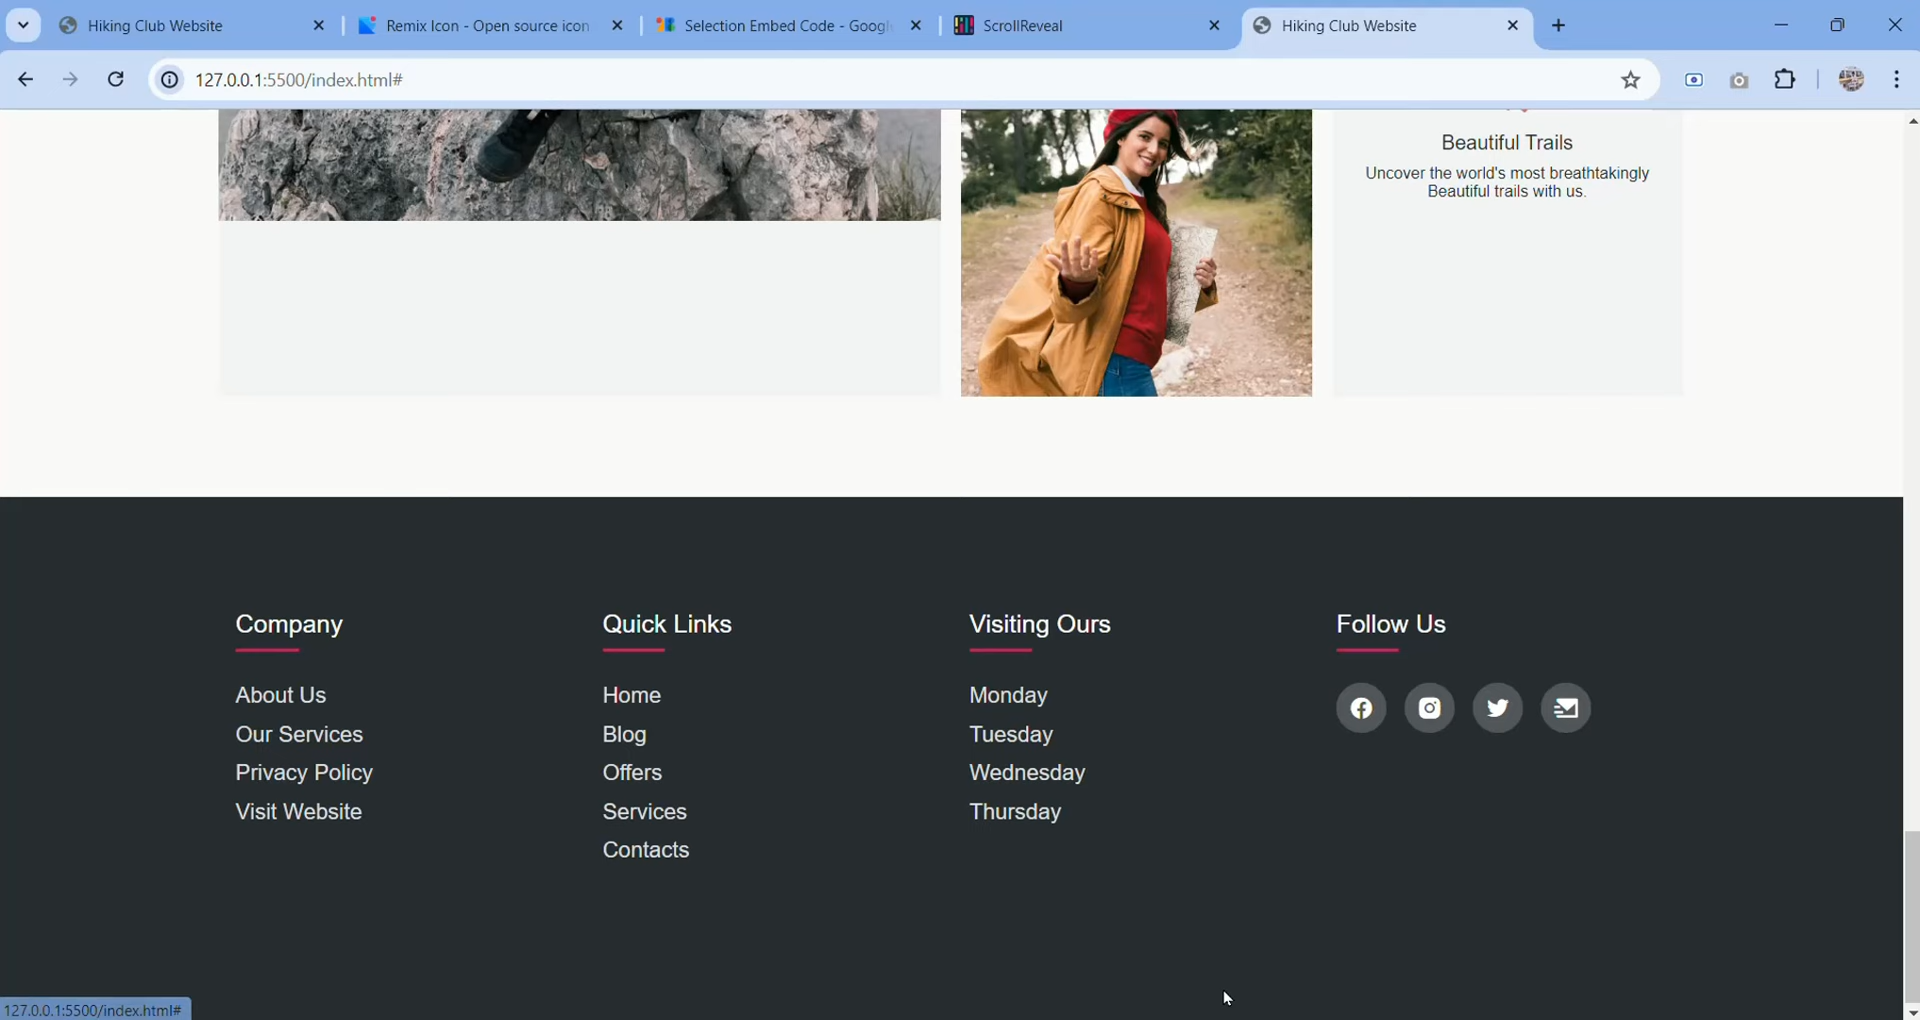 Hiking Club Website
Remix Icon - Open source icon
Selection Embed Code - Googl
ScrollReveal
Hiking Club Website
127.0.0.1:5500/index.html#
Beautiful Trails
Uncover the world's most breathtakingly
Beautiful trails with us.
Company
About Us
Our Services
Privacy Policy
Visit Website
Quick Links
Home
Blog
Offers
Services
Contacts
Visiting Ours
Monday
Tuesday
Wednesday
Thursday
Follow Us
127.0.0.1:5500/index.html#